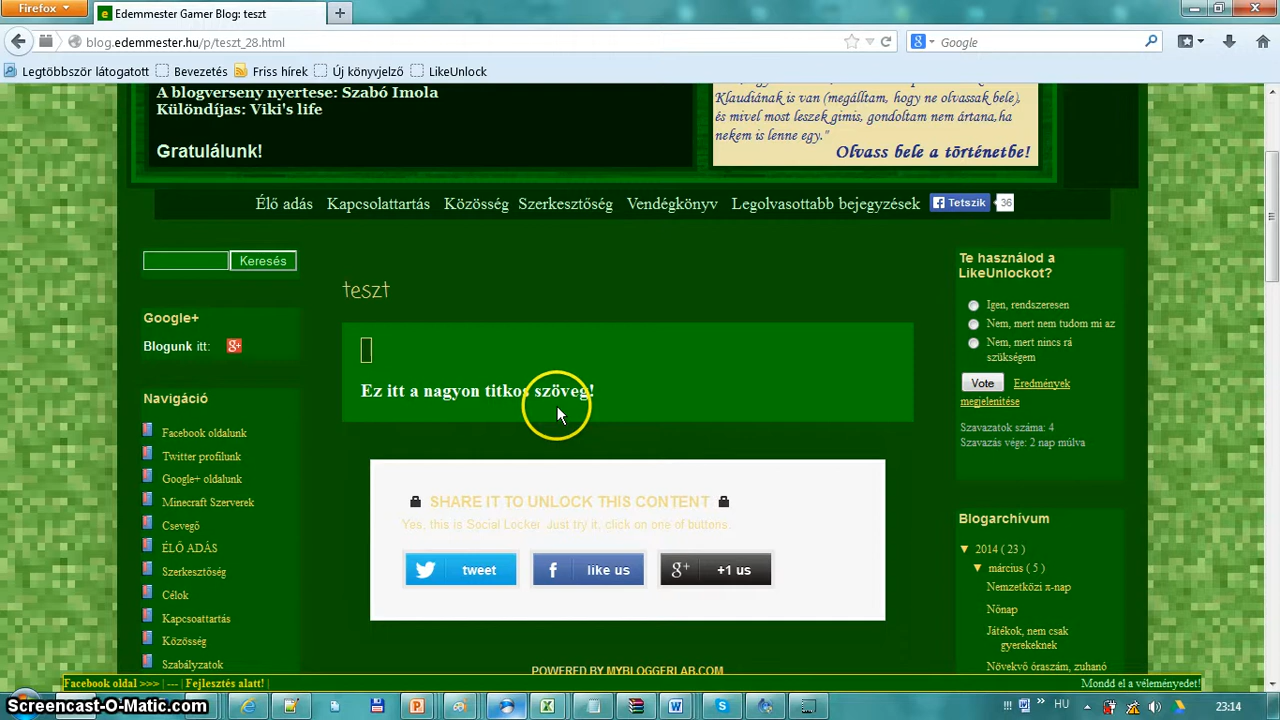 Firefox
Edemmester Gamer Blog: teszt
blog.edemmester.hu/p/teszt_28.html
Google
Legtöbbször látogatott
Bevezetés
Friss hírek
Új könyvjelző
LikeUnlock
A blogverseny nyertese: Szabó Imola
Különdíjas: Viki's life
Gratulálunk!
Klaudiának is van (megálltam, hogy ne olvassak bele),
és mivel most leszek gimis, gondoltam nem ártana,ha
nekem is lenne egy."
Olvass bele a történetbe!
Élő adás Kapcsolattartás Közösség Szerkesztőség Vendégkönyv Legolvasottabb bejegyzések
Tetszik
36
Keresés
Google+
Blogunk itt:
Navigáció
Facebook oldalunk
Twitter profilunk
Google+ oldalunk
Minecraft Szerverek
Csevegő
ÉLŐ ADÁS
Szerkesztőség
Célok
Kapcsoattartás
Közösség
Szabályzatok
teszt
Ez itt a nagyon titkos szöveg!
SHARE IT TO UNLOCK THIS CONTENT
Yes, this is Social Locker. Just try it, click on one of buttons.
tweet
like us
+1 us
POWERED BY MYBLOGGERLAB.COM
Te használod a
LikeUnlockot?
Igen, rendszeresen
Nem, mert nem tudom mi az
Nem, mert nincs rá
szükségem
Vote
Eredmények
megjelenítése
Szavazatok száma: 4
Szavazás vége: 2 nap múlva
Blogarchívum
2014 ( 23 )
március ( 5 )
Nemzetközi π-nap
Nőnap
Játékok, nem csak
gyerekeknek
Növekvő óraszám, zuhanó
Facebook oldal >>> | --- | Fejlesztés alatt! |
Mondd el a véleményedet!
Screencast-O-Matic.com
HU
23:14